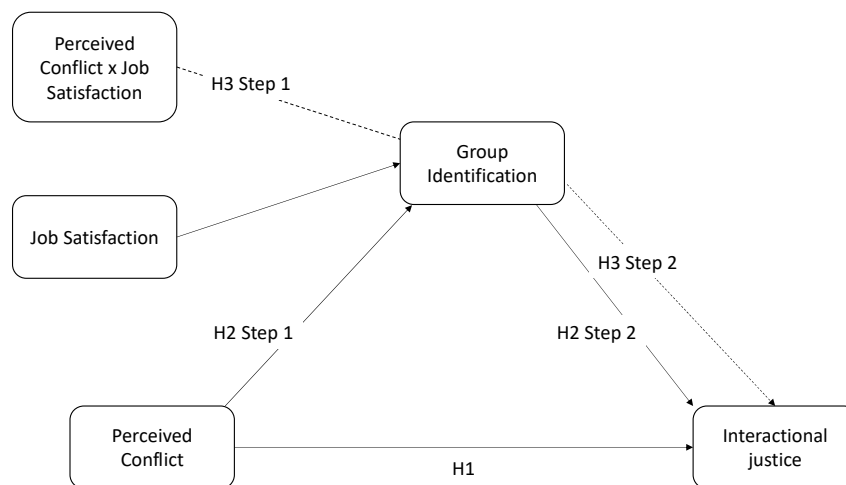 Perceived
Conflict x Job
Satisfaction
H3 Step 1
Group
Identification
Job Satisfaction
H3 Step 2
H2 Step 1
H2 Step 2
Perceived
Conflict
H1
Interactional
justice